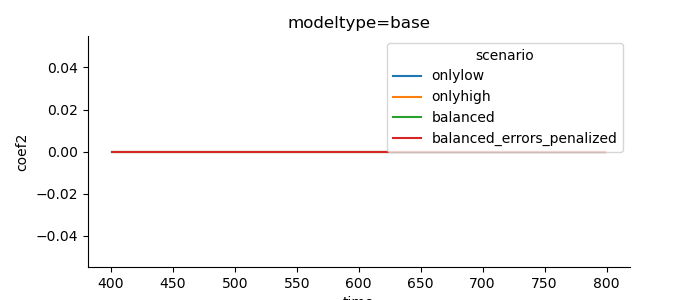 modeltype=base
scenario
onlylow
onlyhigh
balanced
balanced_errors_penalized
coef2
0.04
0.02
0.00
−0.02
−0.04
400 450 500 550 600 650 700 750 800
time